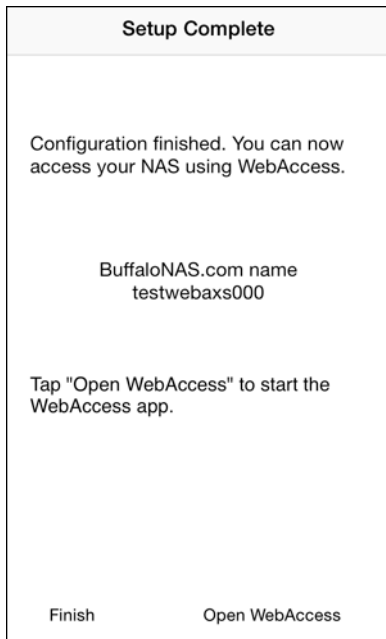 Setup Complete
Configuration finished. You can now
access your NAS using WebAccess.
BuffaloNAS.com name
testwebaxs000
Tap "Open WebAccess" to start the
WebAccess app.
Finish Open WebAccess